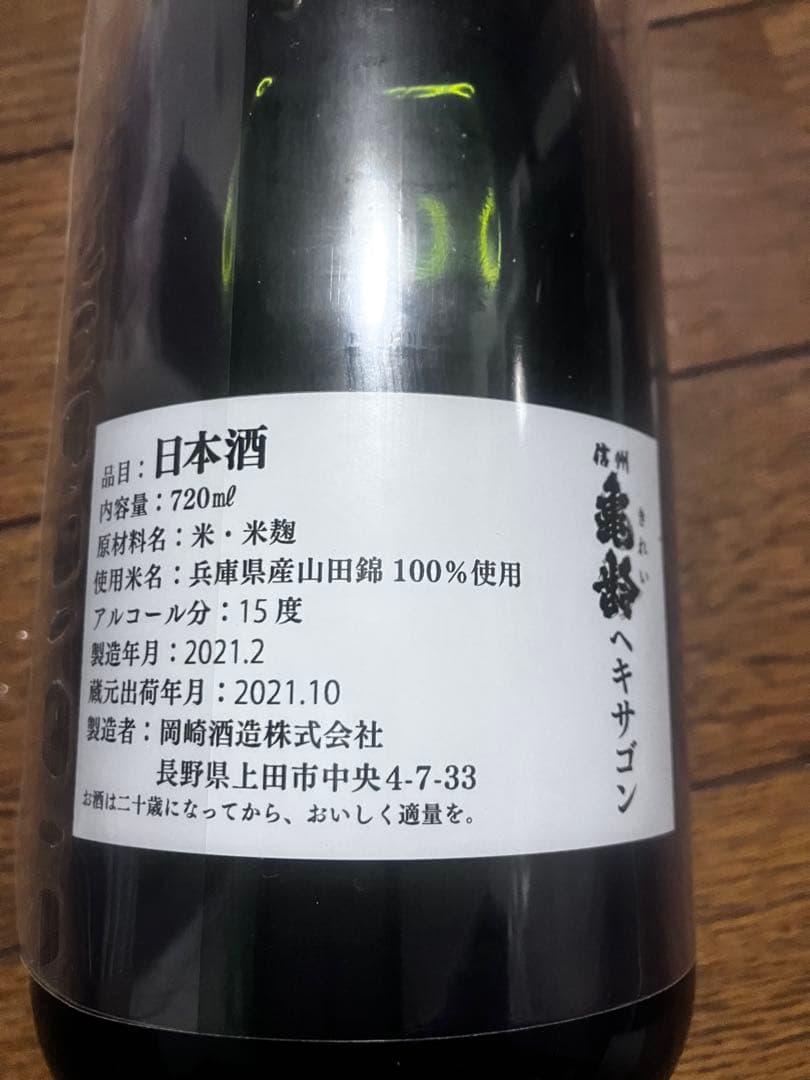 品目：日本酒
内容量：720㎖
原材料名：米・米麹
使用米名：兵庫県産山田錦100％使用
アルコール分：15度
製造年月：2021.2
蔵元出荷年月：2021.10
製造者：岡崎酒造株式会社
長野県上田市中央4-7-33
お酒は二十歳になってから、おいしく適量を。
信州
亀齢
きれい
ヘキサゴン